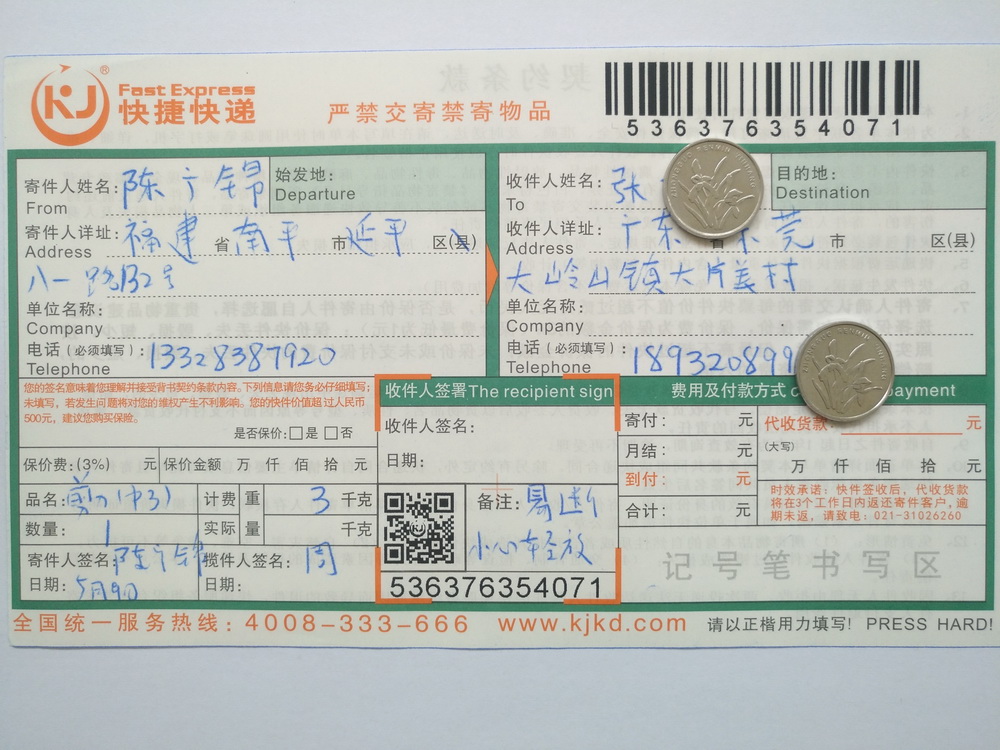 KJ ® Fast Express
快捷快递
严禁交寄禁寄物品
536376354071
寄件人姓名: 陈广锦
From
始发地:
Departure
寄件人详址: 福建 省 南平 市 延平 区(县)
Address
八一路132号
单位名称:
Company
电话 (必须填写): 13328387920
Telephone
收件人姓名: 张
To
目的地:
Destination
收件人详址: 广东 省 东莞 市 区(县)
Address
大岭山镇大片美村
单位名称:
Company
电话 (必须填写): 189320899
Telephone
您的签名意味着您理解并接受背书契约条款内容。下列信息请您务必仔细填写;
未填写,若发生问题将对您的维权产生不利影响。您的快件价值超过人民币
500元,建议您购买保险。
是否保价:□是 □否
保价费:(3%) 元 保价金额 万 仟 佰 拾 元
品名: 剪刀(中3) 计费重量 3 千克
数量: 1 实际重量 千克
寄件人签名: 陈广锦 揽件人签名: 周
日期: 5月9日 日期:
收件人签署The recipient sign
收件人签名:
日期:
备注: 易断
小心轻放
536376354071
费用及付款方式 payment
寄付: 元
月结: 元
到付: 元
合计: 元
代收货款 元
(大写)
万 仟 佰 拾 元
时效承诺: 快件签收后, 代收货款
将在3个工作日内返还寄件客户,逾
期未返, 请致电: 021-31026260
记号笔书写区
全国统一服务热线: 4008-333-666 www.kjkd.com 请以正楷用力填写! PRESS HARD!